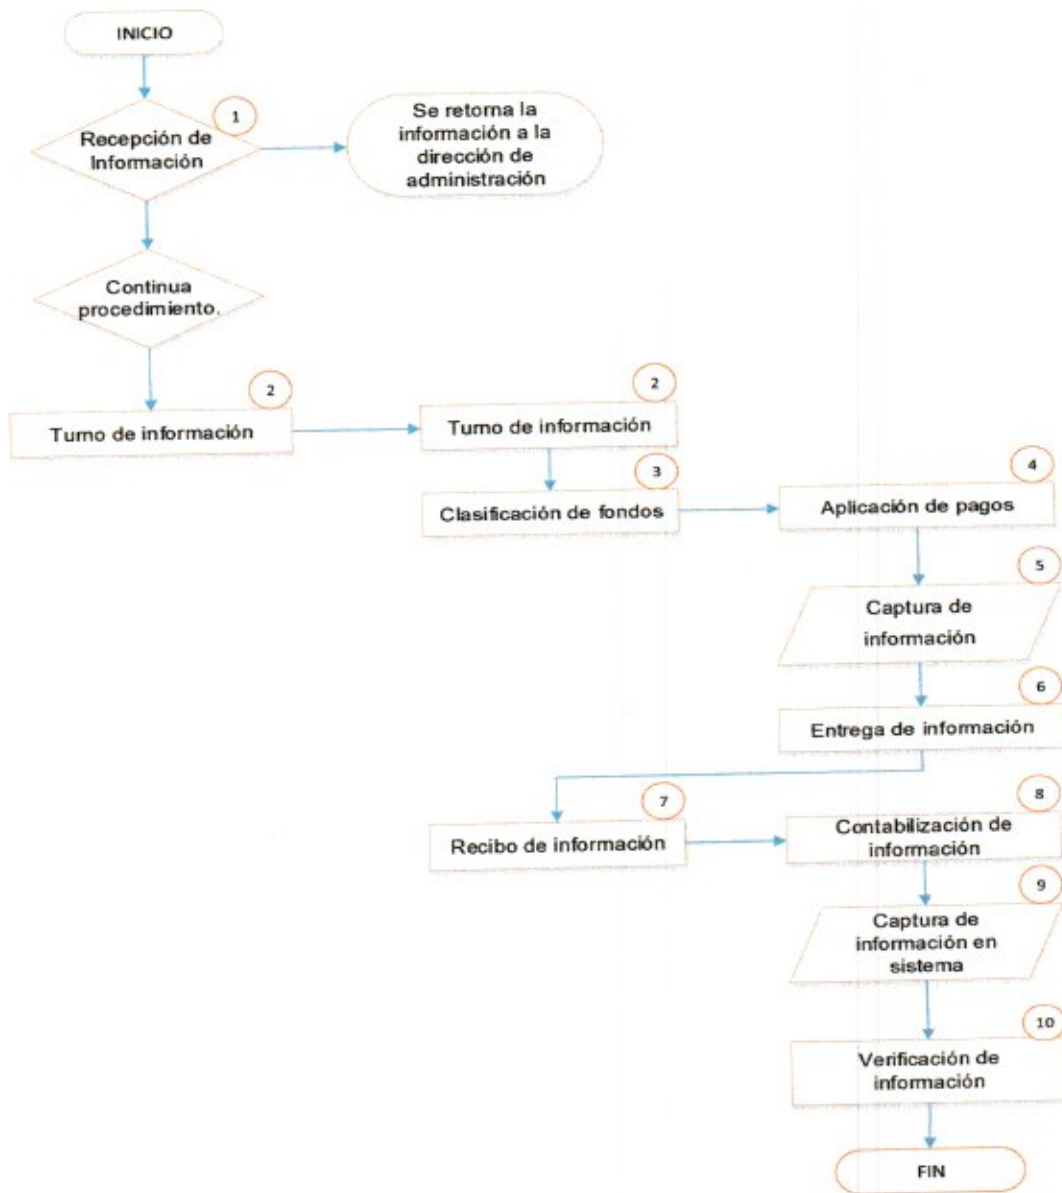 INICIO
1
Recepción de
Información
Se retorna la
información a la
dirección de
administración
Continua
procedimiento.
2
Turno de información
2
Turno de información
3
Clasificación de fondos
4
Aplicación de pagos
5
Captura de
información
6
Entrega de información
7
Recibo de información
8
Contabilización de
información
9
Captura de
información en
sistema
10
Verificación de
información
FIN